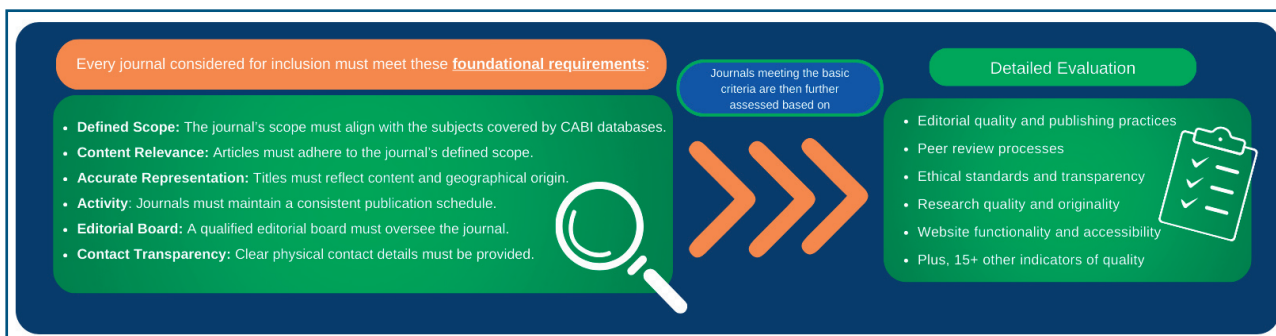 Every journal considered for inclusion must meet these foundational requirements:
• Defined Scope: The journal's scope must align with the subjects covered by CABI databases.
• Content Relevance: Articles must adhere to the journal's defined scope.
• Accurate Representation: Titles must reflect content and geographical origin.
• Activity: Journals must maintain a consistent publication schedule.
• Editorial Board: A qualified editorial board must oversee the journal.
• Contact Transparency: Clear physical contact details must be provided.
Journals meeting the basic
criteria are then further
assessed based on
Detailed Evaluation
• Editorial quality and publishing practices
• Peer review processes
• Ethical standards and transparency
• Research quality and originality
• Website functionality and accessibility
• Plus, 15+ other indicators of quality